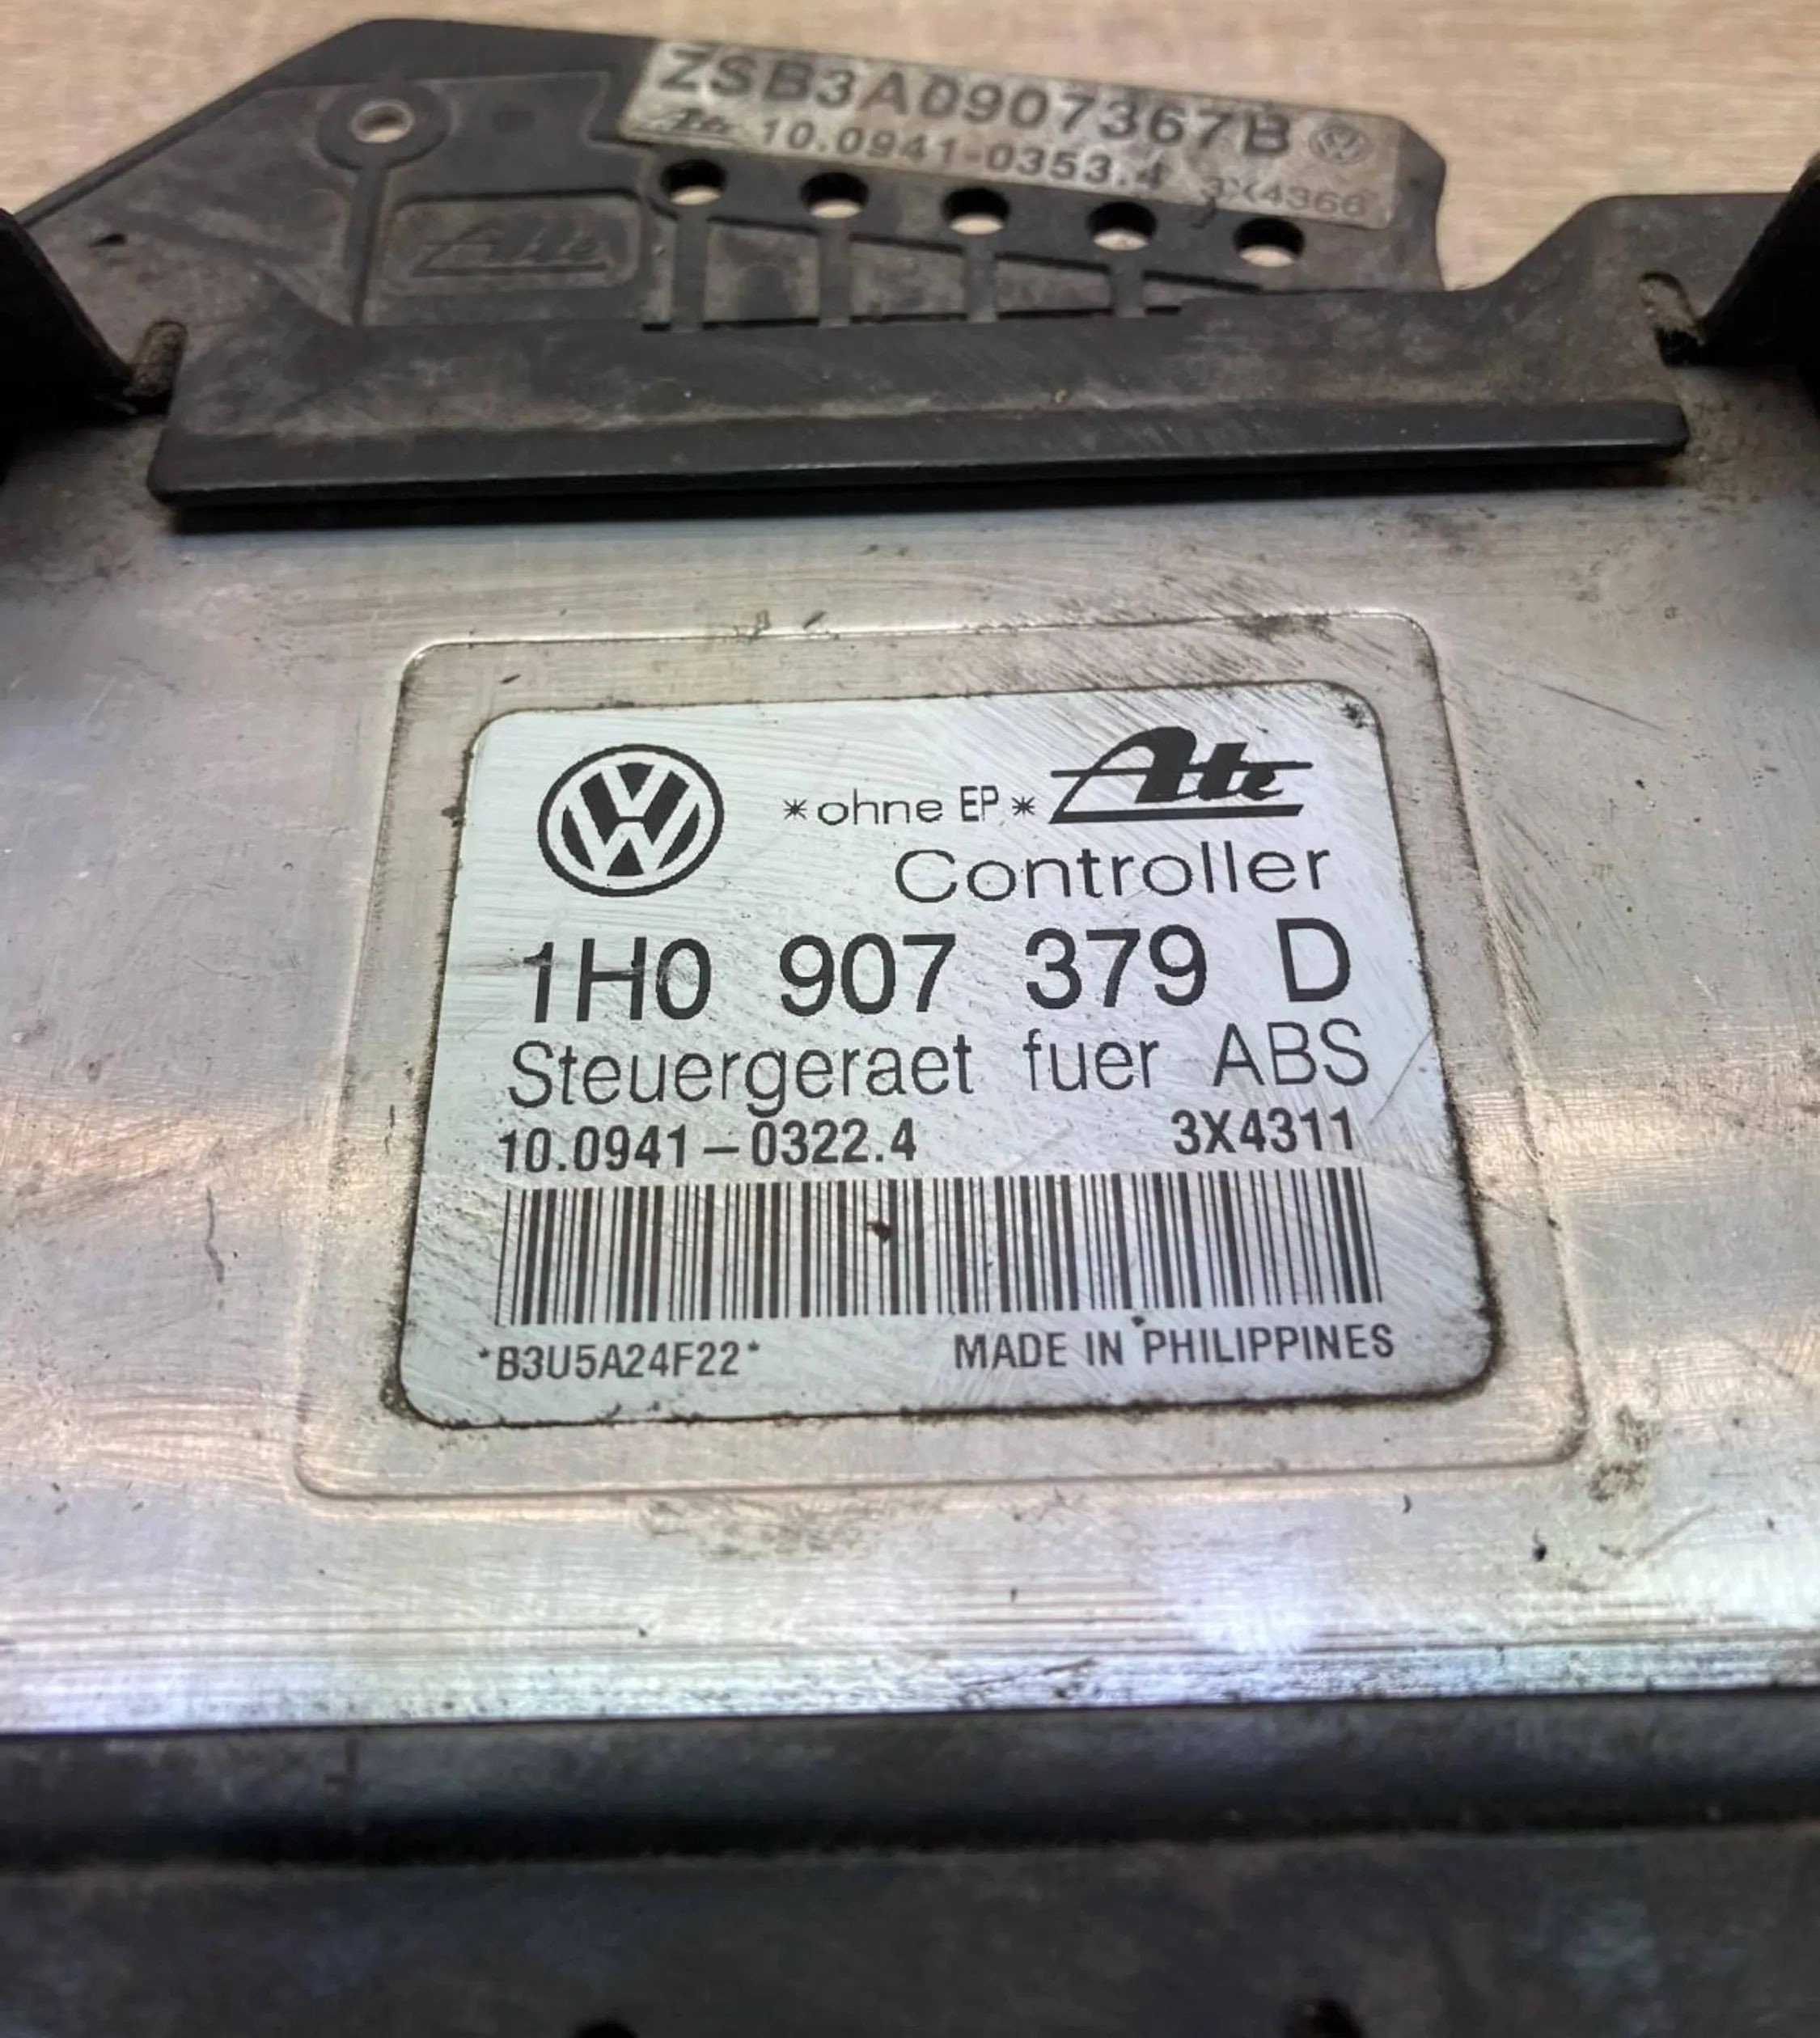 ZSB3A0907367B
Ate 10.0941-0353.4 3X4366
Ate
*ohne EP* Ate
Controller
1H0 907 379 D
Steuergeraet fuer ABS
10.0941-0322.4 3X4311
*B3U5A24F22* MADE IN PHILIPPINES